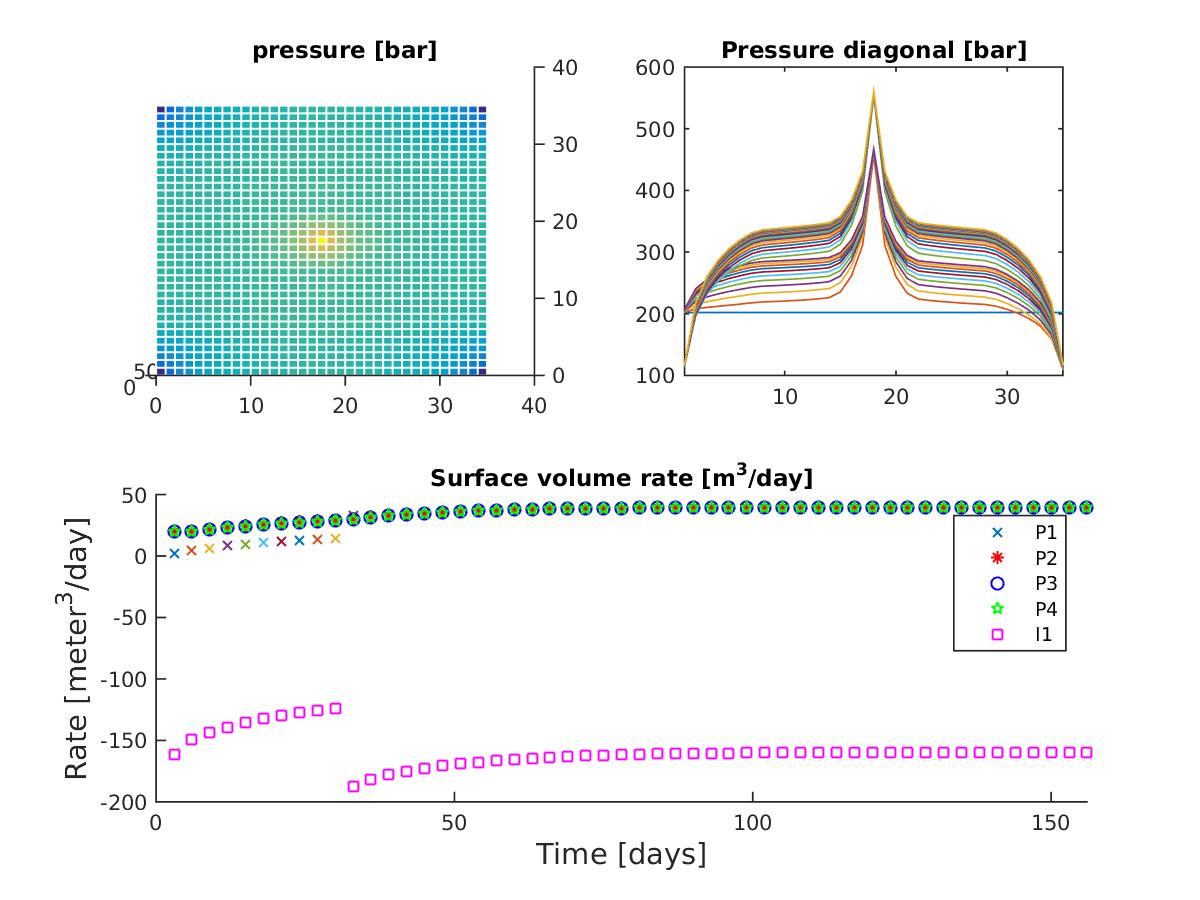 pressure [bar]
40
30
20
10
0
50
0
0 10 20 30 40
Pressure diagonal [bar]
600
500
400
300
200
100
10 20 30
Surface volume rate [m³/day]
50
0
-50
-100
-150
-200
Rate [meter³/day]
P1
P2
P3
P4
I1
0 50 100 150
Time [days]